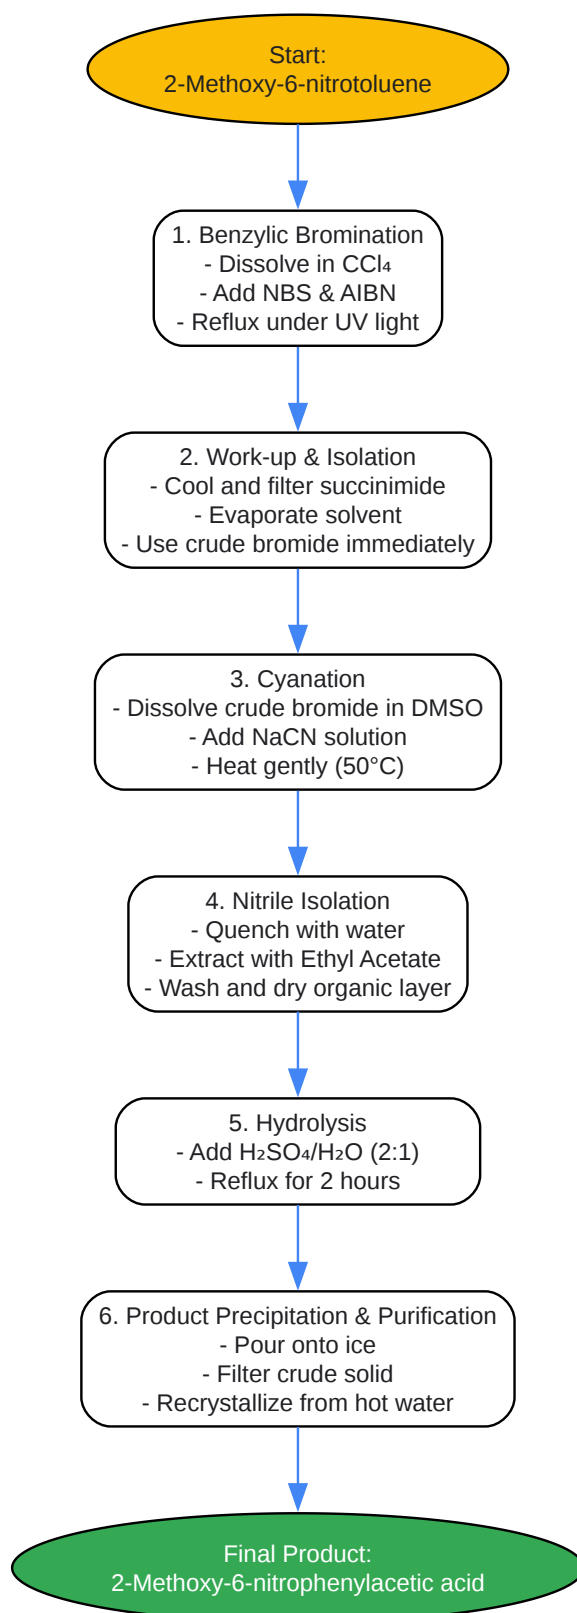 Start:
2-Methoxy-6-nitrotoluene
1. Benzylic Bromination
- Dissolve in CCl₄
- Add NBS & AIBN
- Reflux under UV light
2. Work-up & Isolation
- Cool and filter succinimide
- Evaporate solvent
- Use crude bromide immediately
3. Cyanation
- Dissolve crude bromide in DMSO
- Add NaCN solution
- Heat gently (50°C)
4. Nitrile Isolation
- Quench with water
- Extract with Ethyl Acetate
- Wash and dry organic layer
5. Hydrolysis
- Add H₂SO₄/H₂O (2:1)
- Reflux for 2 hours
6. Product Precipitation & Purification
- Pour onto ice
- Filter crude solid
- Recrystallize from hot water
Final Product:
2-Methoxy-6-nitrophenylacetic acid